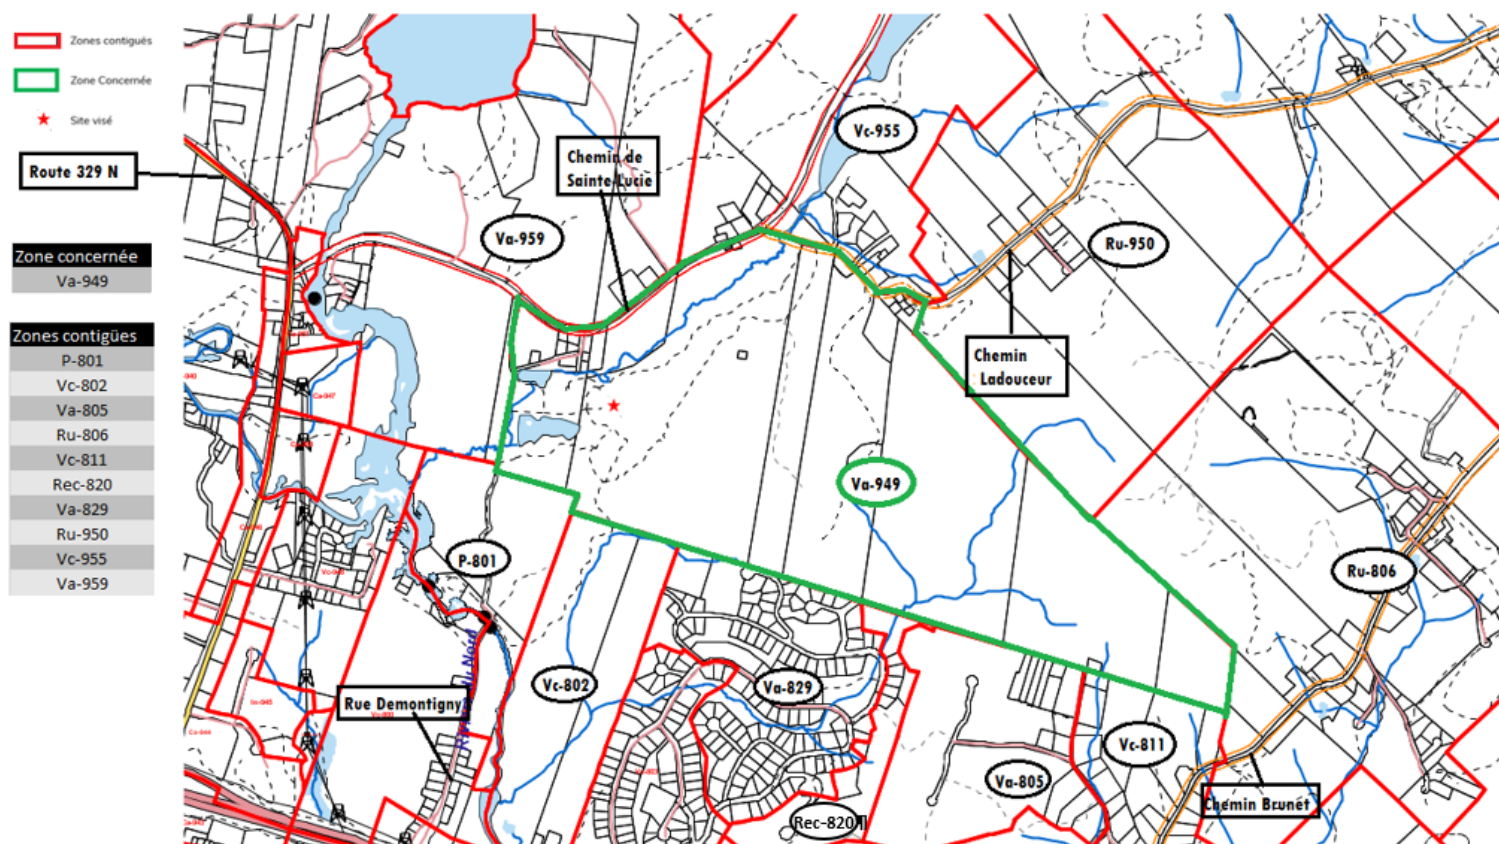 Zones contiguës
Zone Concernée
Site visé
Route 329 N
Zone concernée
Va-949
Zones contigües
P-801
Vc-802
Va-805
Ru-806
Vc-811
Rec-820
Va-829
Ru-950
Vc-955
Va-959
Chemin de
Sainte-Lucie
Vc-955
Va-959
Ru-950
Chemin
Ladouceur
Va-949
Ca-947
P-801
Ru-806
Vc-802
Va-829
Rue Demontigny
Vc-811
Va-805
Chemin Brunet
Rec-820¶